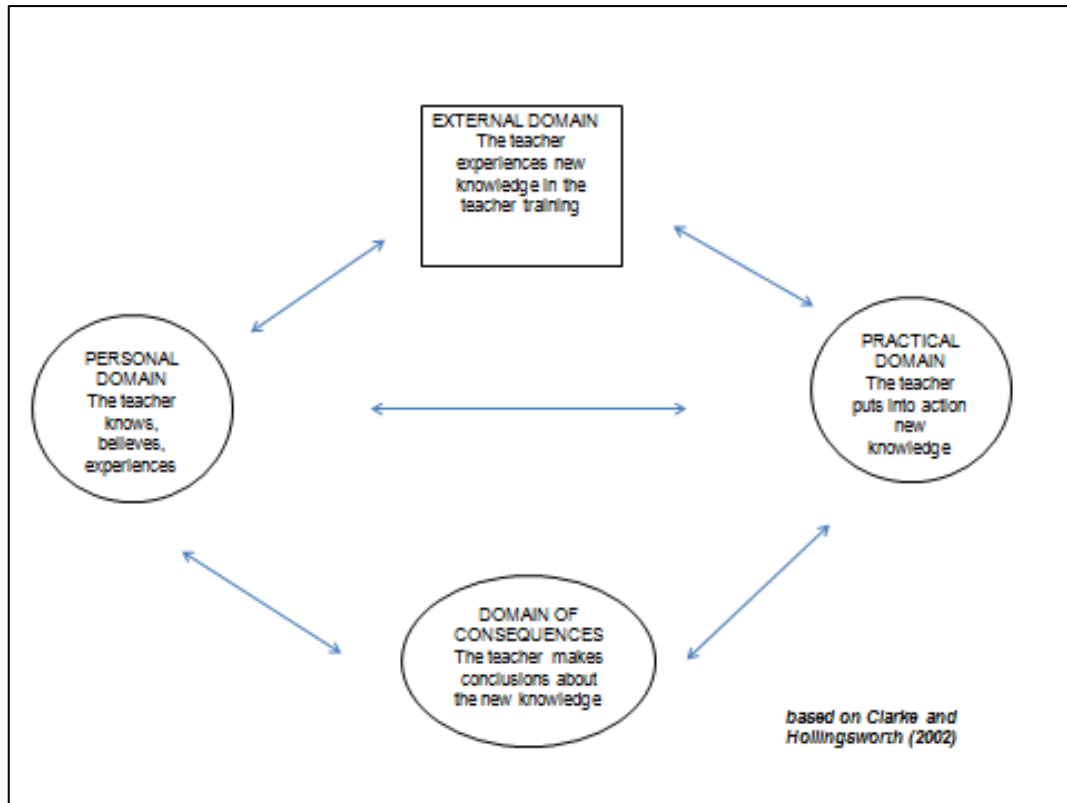 EXTERNAL DOMAIN
The teacher
experiences new
knowledge in the
teacher training
PERSONAL
DOMAIN
The teacher
knows,
believes,
experiences
PRACTICAL
DOMAIN
The teacher
puts into action
new
knowledge
DOMAIN OF
CONSEQUENCES
The teacher makes
conclusions about
the new knowledge
based on Clarke and
Hollingsworth (2002)